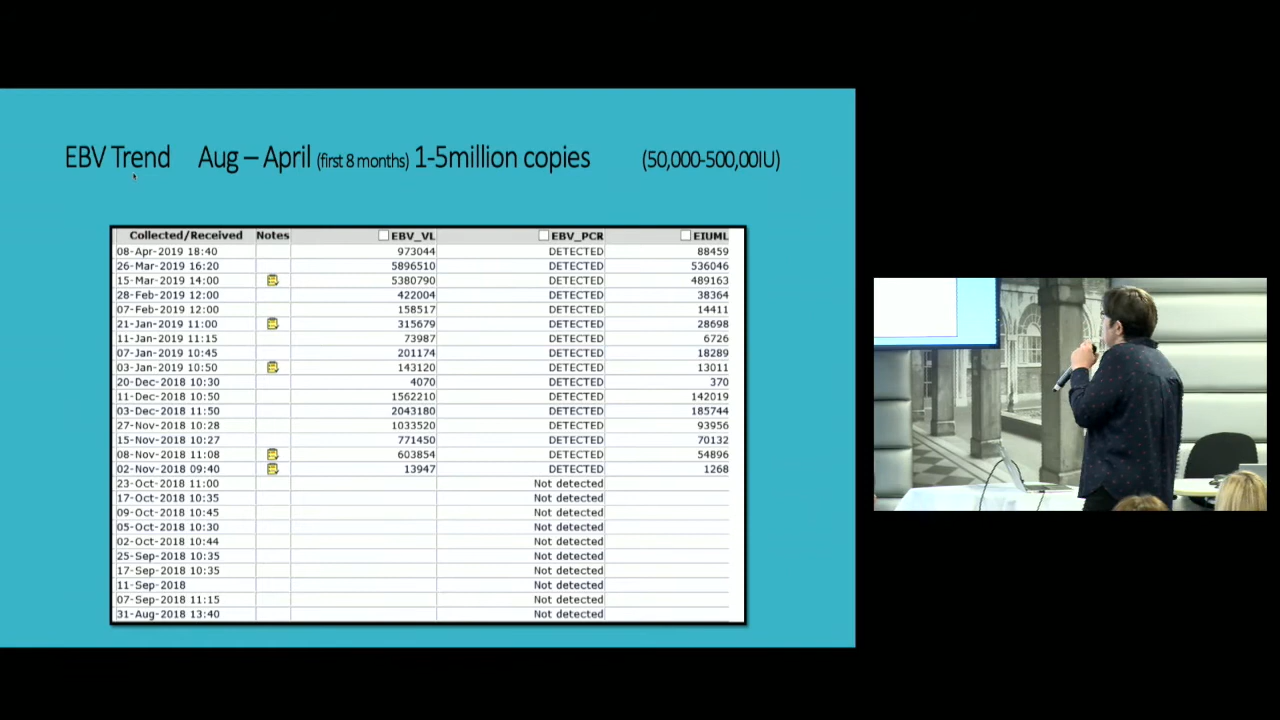 EBV Trend Aug – April (first 8 months) 1-5million copies (50,000-500,00IU)
Collected/Received Notes EBV_VL EBV_PCR EIUML
08-Apr-2019 18:40 973044 DETECTED 88459
26-Mar-2019 16:20 5896510 DETECTED 536046
15-Mar-2019 14:00 5380790 DETECTED 489163
28-Feb-2019 12:00 422004 DETECTED 38364
07-Feb-2019 12:00 158517 DETECTED 14411
21-Jan-2019 11:00 315679 DETECTED 28698
11-Jan-2019 11:15 73987 DETECTED 6726
07-Jan-2019 10:45 201174 DETECTED 18289
03-Jan-2019 10:50 143120 DETECTED 13011
20-Dec-2018 10:30 4070 DETECTED 370
11-Dec-2018 10:50 1562210 DETECTED 142019
03-Dec-2018 11:50 2043180 DETECTED 185744
27-Nov-2018 10:28 1033520 DETECTED 93956
15-Nov-2018 10:27 771450 DETECTED 70132
08-Nov-2018 11:08 603854 DETECTED 54896
02-Nov-2018 09:40 13947 DETECTED 1268
23-Oct-2018 11:00 Not detected
17-Oct-2018 10:35 Not detected
09-Oct-2018 10:45 Not detected
05-Oct-2018 10:30 Not detected
02-Oct-2018 10:44 Not detected
25-Sep-2018 10:35 Not detected
17-Sep-2018 10:35 Not detected
11-Sep-2018 Not detected
07-Sep-2018 11:15 Not detected
31-Aug-2018 13:40 Not detected